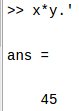 >> x*y.'
ans =
45